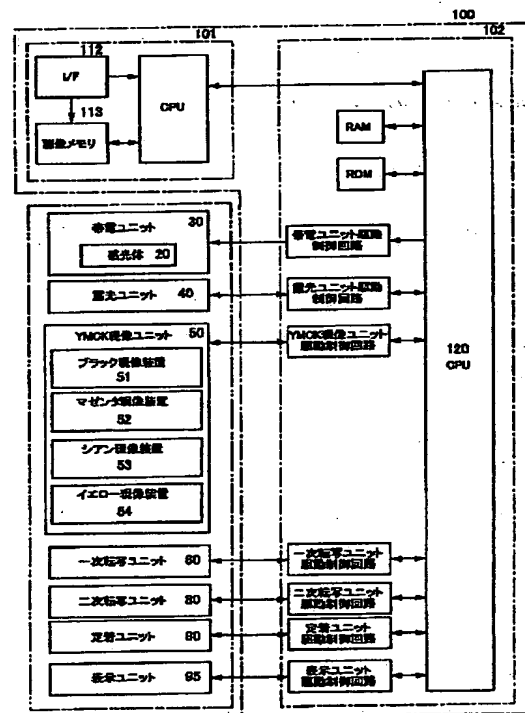 100
101
102
112
I/F
CPU
113
画像メモリ
RAM
ROM
帯電ユニット 30
感光体 20
帯電ユニット駆動
制御回路
露光ユニット 40
露光ユニット駆動
制御回路
YMCK現像ユニット 50
YMCK現像ユニット
駆動制御回路
ブラック現像装置
51
マゼンタ現像装置
52
シアン現像装置
53
イエロー現像装置
54
120
CPU
一次転写ユニット 60
一次転写ユニット
駆動制御回路
二次転写ユニット 80
二次転写ユニット
駆動制御回路
定着ユニット 90
定着ユニット
駆動制御回路
表示ユニット 95
表示ユニット
駆動制御回路